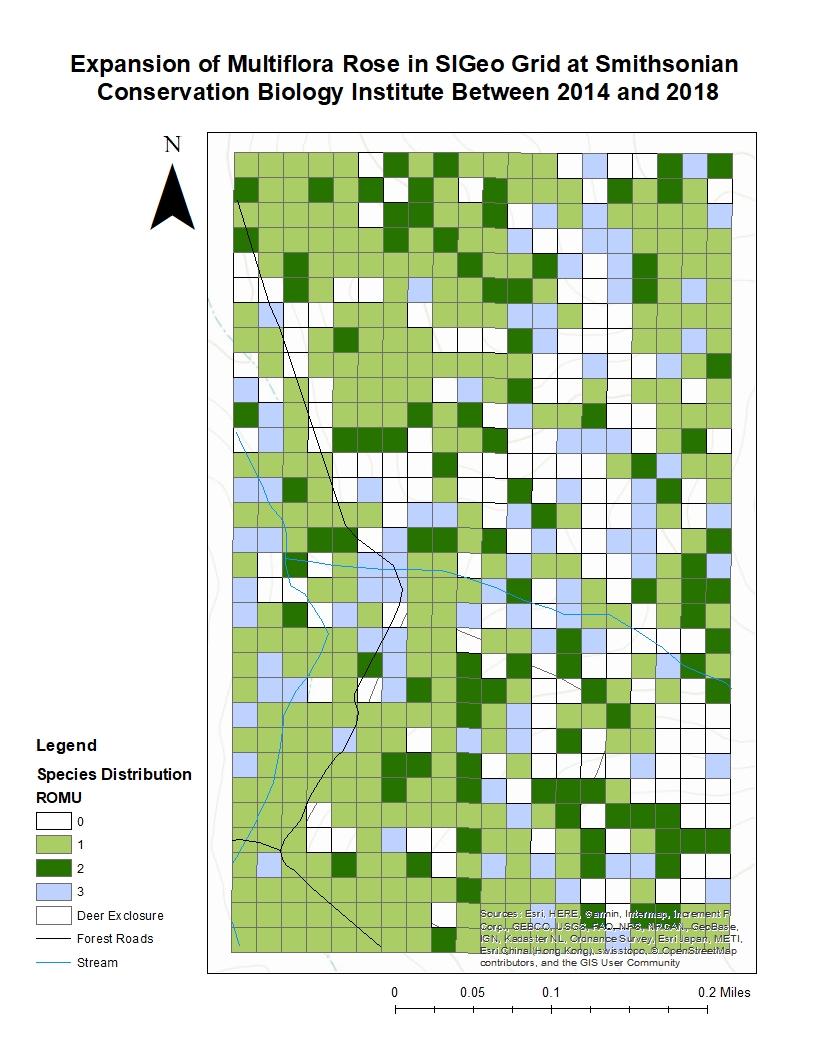 Expansion of Multiflora Rose in SIGeo Grid at Smithsonian
Conservation Biology Institute Between 2014 and 2018
N
Legend
Species Distribution
ROMU
0
1
2
3
Deer Exclosure
Forest Roads
Stream
Sources: Esri, HERE, Garmin, Intermap, increment P
Corp., GEBCO, USGS, FAO, NPS, NRCAN, GeoBase,
IGN, Kadaster NL, Ordnance Survey, Esri Japan, METI,
Esri China (Hong Kong), swisstopo, © OpenStreetMap
contributors, and the GIS User Community
0 0.05 0.1 0.2 Miles